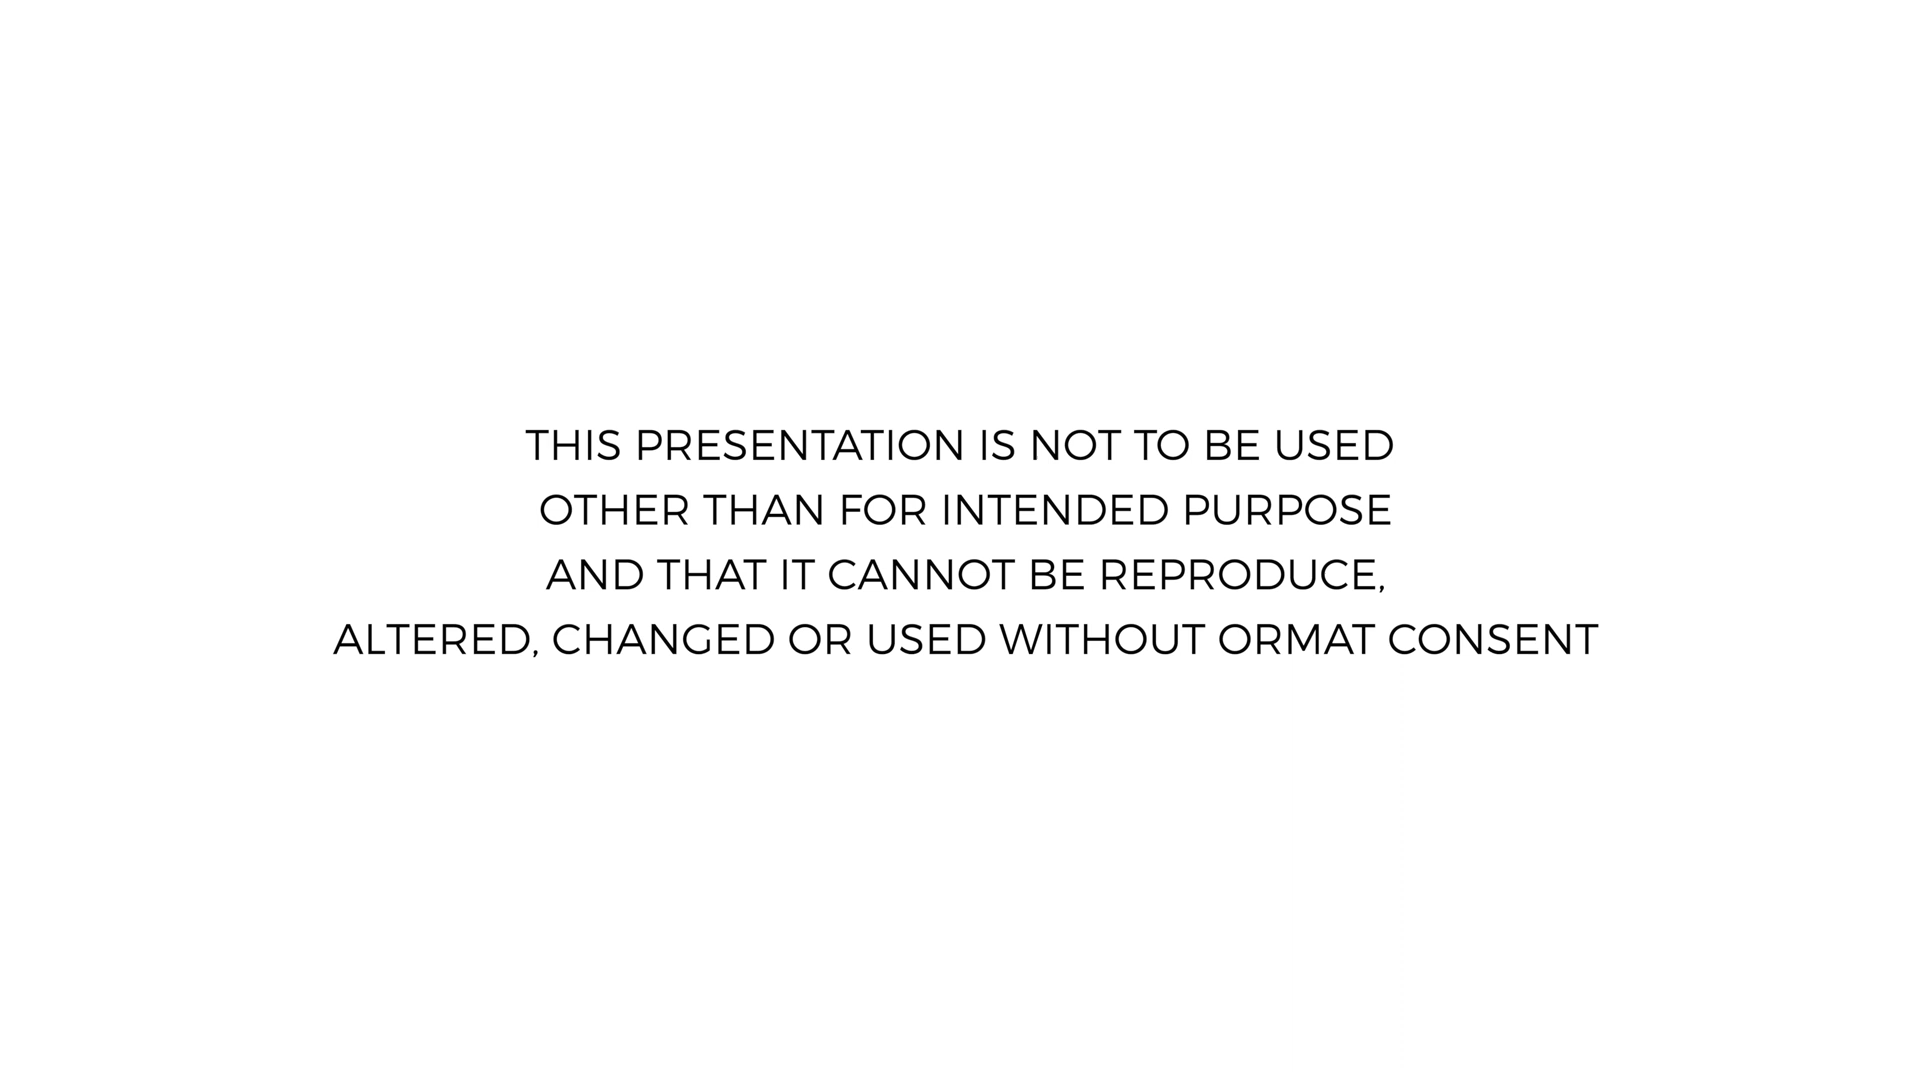 THIS PRESENTATION IS NOT TO BE USED
OTHER THAN FOR INTENDED PURPOSE
AND THAT IT CANNOT BE REPRODUCE,
ALTERED, CHANGED OR USED WITHOUT ORMAT CONSENT